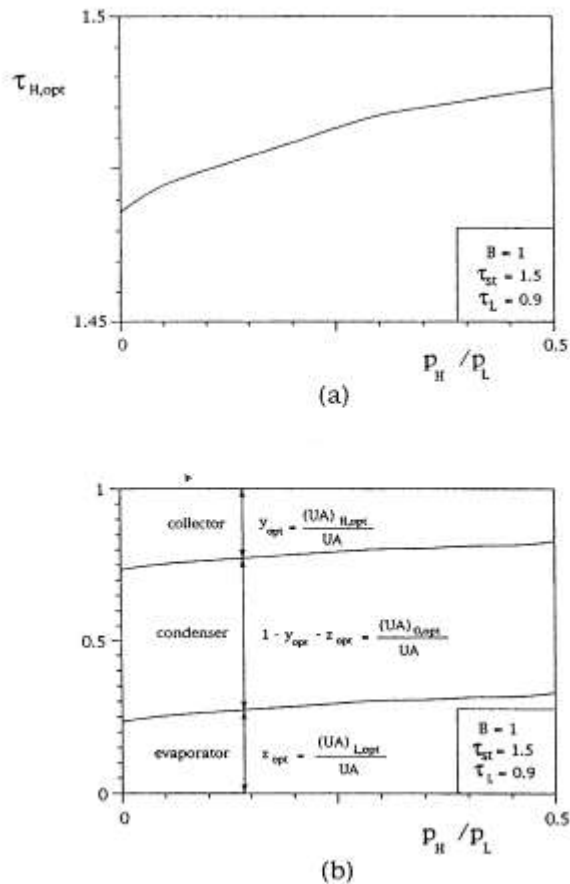 1.5
τ H,opt
B = 1
τst = 1.5
τL = 0.9
1.45
0
0.5
pH / pL
(a)
1
collector
yopt = (UA) H,opt / UA
0.5
condenser
1 - yopt - zopt = (UA) 0,opt / UA
evaporator
zopt = (UA) L,opt / UA
B = 1
τst = 1.5
τL = 0.9
0
0
0.5
pH / pL
(b)